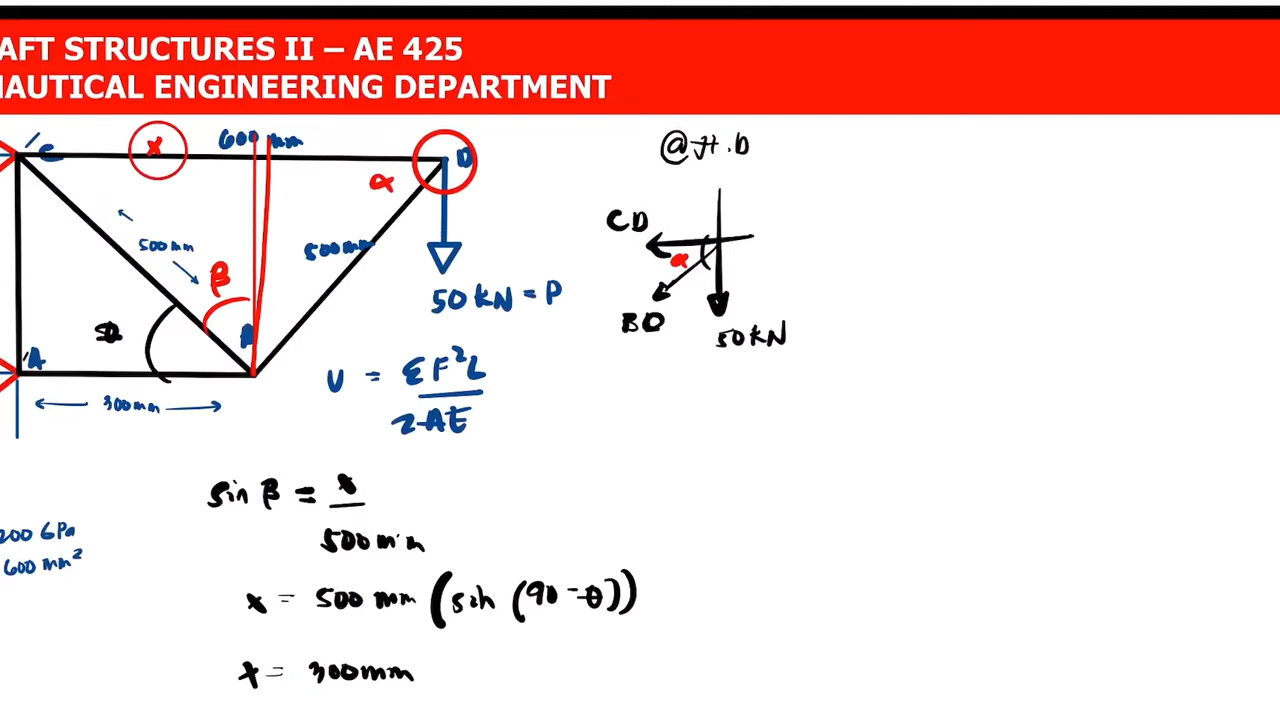 AFT STRUCTURES II – AE 425
NAUTICAL ENGINEERING DEPARTMENT
C
x
600 mm
D
α
500 mm
β
500 mm
B
A
300 mm
50 kN = P
U = ΣF²L
2AE
@ Jt. D
CD
α
BD
50 kN
200 GPa
600 mm²
sin β = x
500 mm
x = 500 mm (sin (90 - θ))
x = 300 mm